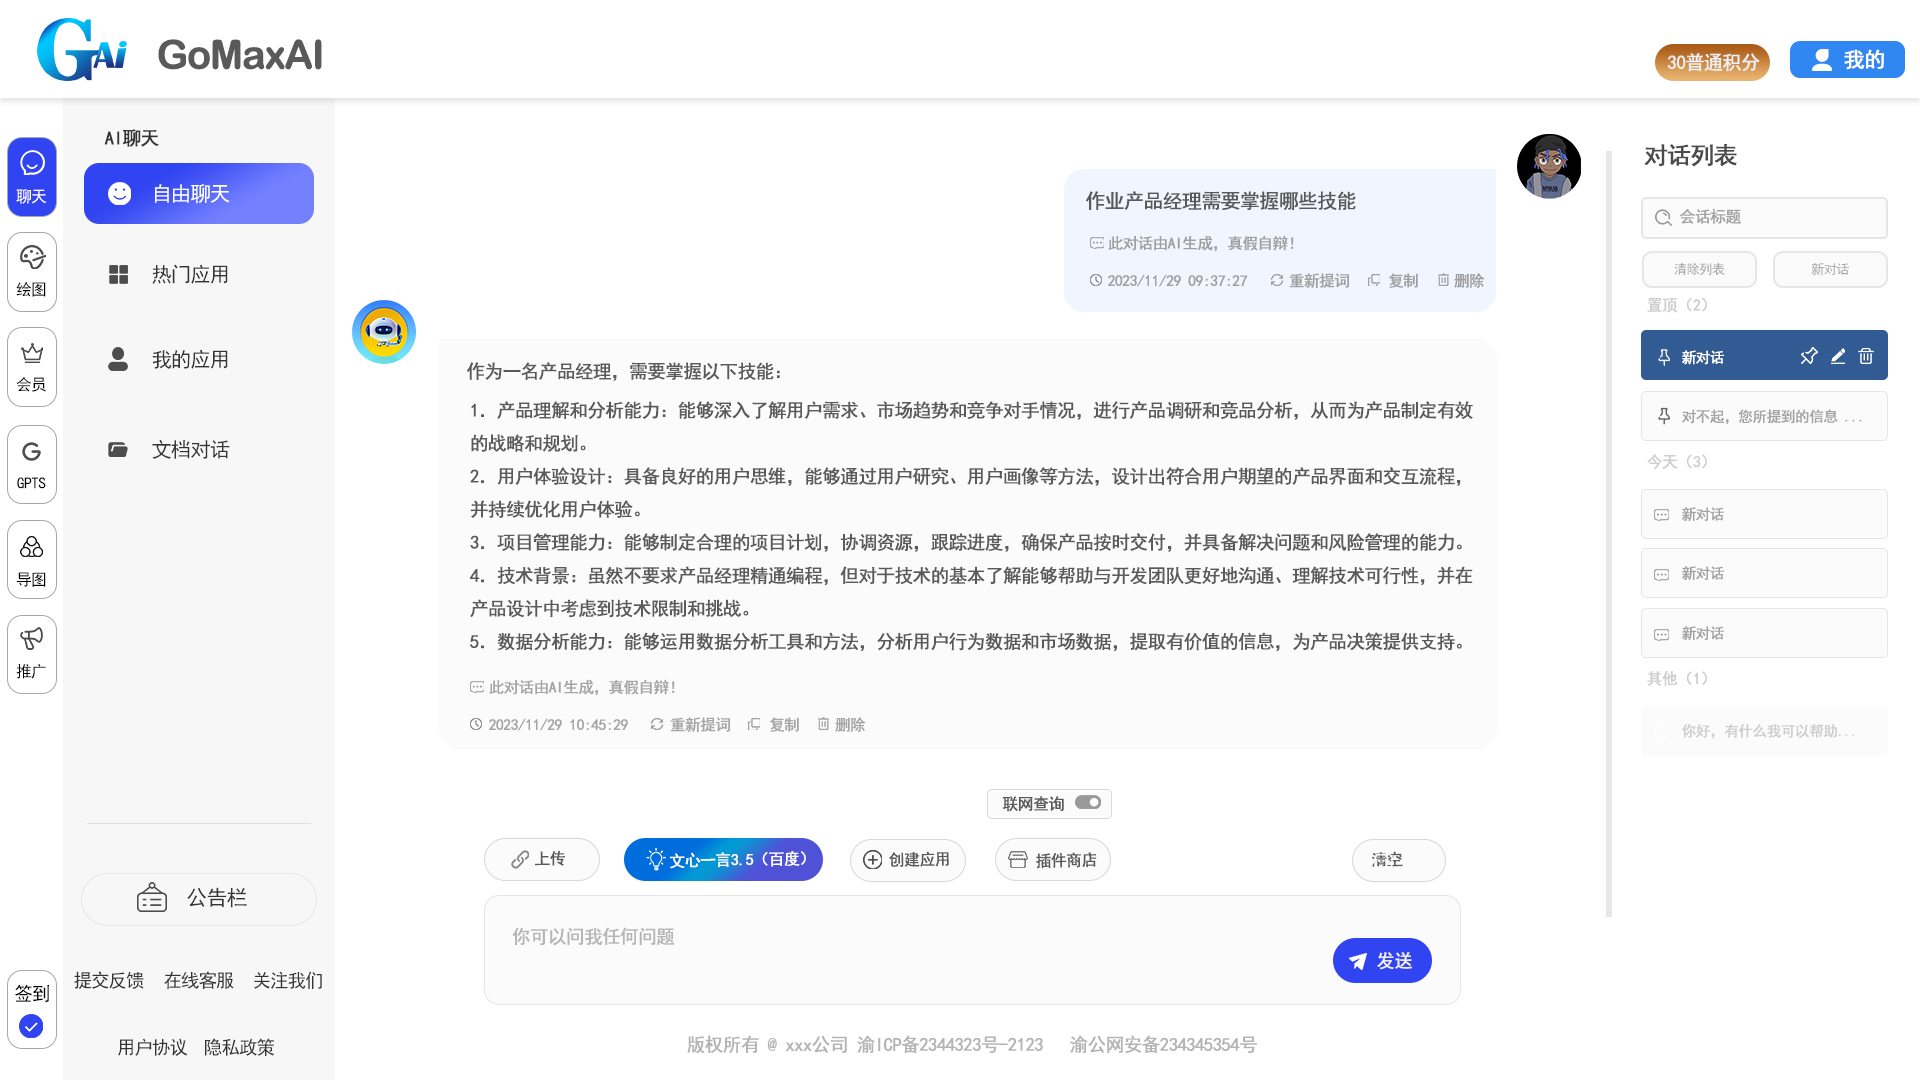 GAi GoMaxAI
30普通积分
我的
聊天
绘图
会员
GPTS
导图
推广
签到
AI聊天
自由聊天
热门应用
我的应用
文档对话
公告栏
提交反馈 在线客服 关注我们
用户协议 隐私政策
作业产品经理需要掌握哪些技能
此对话由AI生成，真假自辩！
2023/11/29 09:37:27 重新提词 复制 删除
作为一名产品经理，需要掌握以下技能：
1. 产品理解和分析能力：能够深入了解用户需求、市场趋势和竞争对手情况，进行产品调研和竞品分析，从而为产品制定有效
的战略和规划。
2. 用户体验设计：具备良好的用户思维，能够通过用户研究、用户画像等方法，设计出符合用户期望的产品界面和交互流程，
并持续优化用户体验。
3. 项目管理能力：能够制定合理的项目计划，协调资源，跟踪进度，确保产品按时交付，并具备解决问题和风险管理的能力。
4. 技术背景：虽然不要求产品经理精通编程，但对于技术的基本了解能够帮助与开发团队更好地沟通、理解技术可行性，并在
产品设计中考虑到技术限制和挑战。
5. 数据分析能力：能够运用数据分析工具和方法，分析用户行为数据和市场数据，提取有价值的信息，为产品决策提供支持。
此对话由AI生成，真假自辩！
2023/11/29 10:45:29 重新提词 复制 删除
联网查询
上传
文心一言3.5（百度）
创建应用
插件商店
清空
你可以问我任何问题
发送
版权所有 @ xxx公司 渝ICP备2344323号-2123 渝公网安备234345354号
对话列表
会话标题
清除列表 新对话
置顶（2）
新对话
对不起，您所提到的信息 ...
今天（3）
新对话
新对话
新对话
其他（1）
你好，有什么我可以帮助...